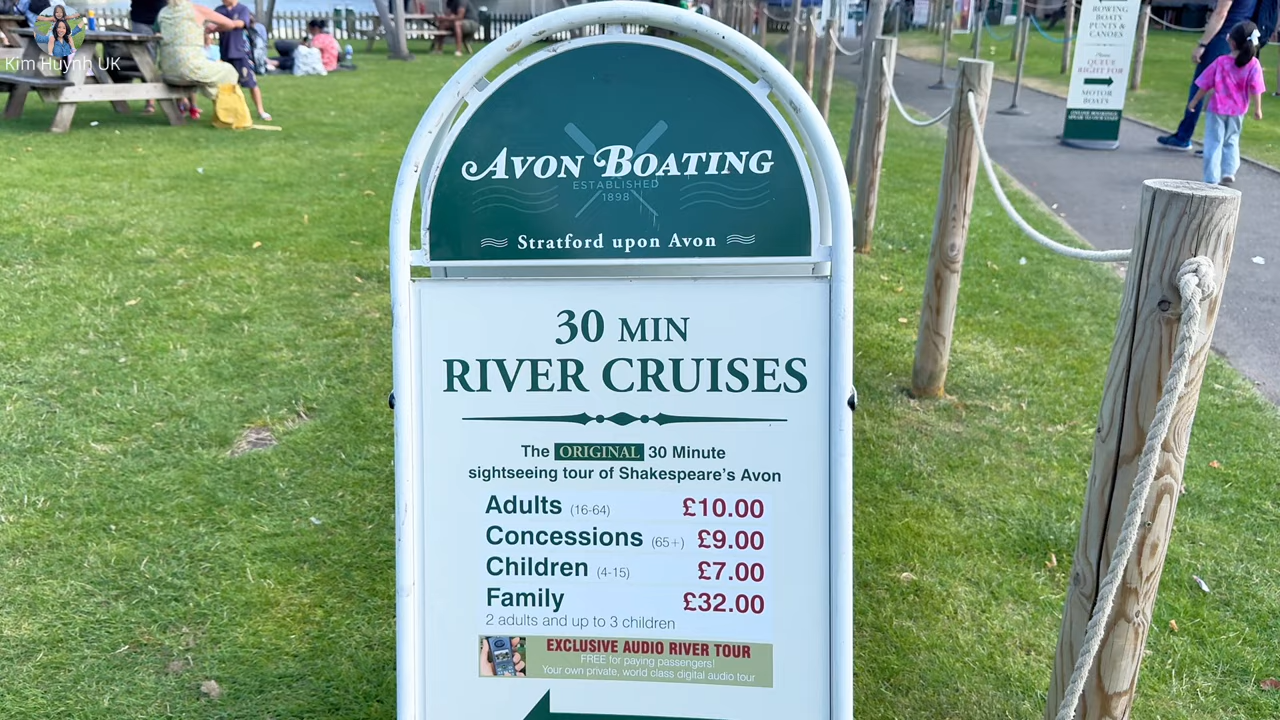 Kim Huynh UK
AVON BOATING
ESTABLISHED
1898
Stratford upon Avon
30 MIN
RIVER CRUISES
The ORIGINAL 30 Minute
sightseeing tour of Shakespeare's Avon
Adults (16-64) £10.00
Concessions (65+) £9.00
Children (4-15) £7.00
Family £32.00
2 adults and up to 3 children
EXCLUSIVE AUDIO RIVER TOUR
FREE for paying passengers!
Your own private, world class digital audio tour
ROWING
BOATS
PUNTS &
CANOES
Please
QUEUE
RIGHT FOR
MOTOR
BOATS